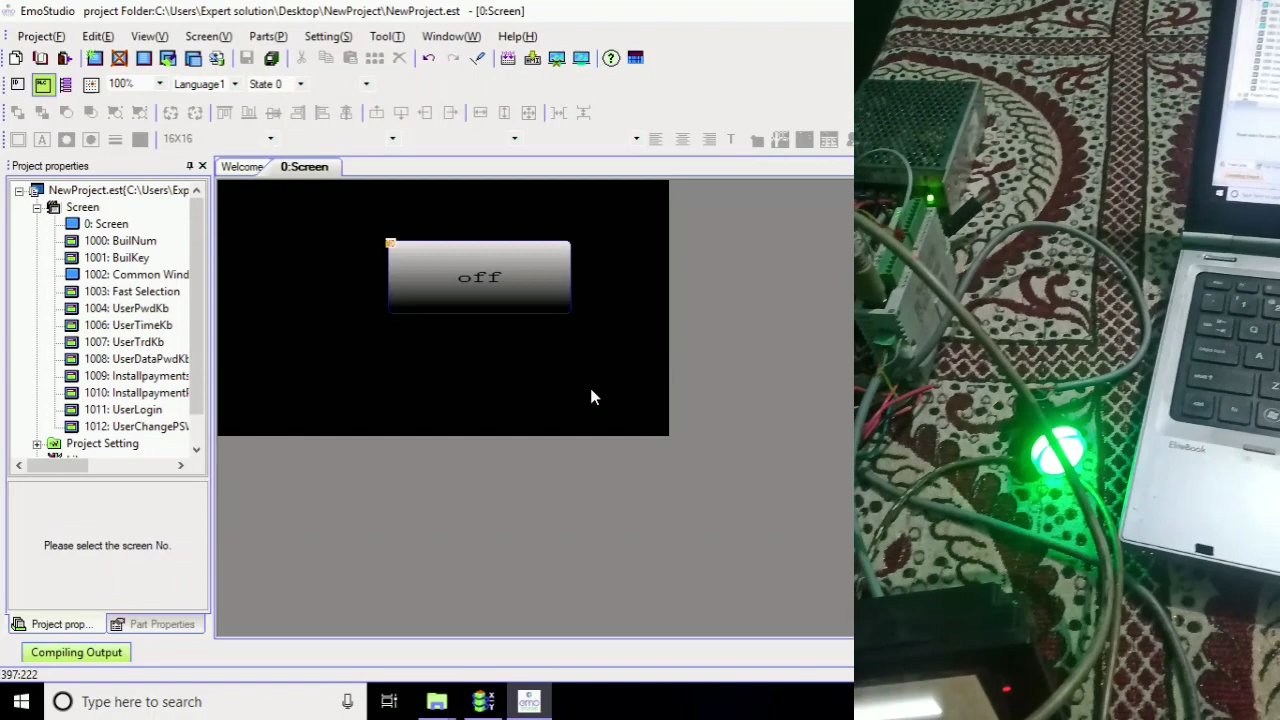 EmoStudio project Folder:C:\Users\Expert solution\Desktop\NewProject\NewProject.est - [0:Screen]
Project(F) Edit(E) View(V) Screen(U) Parts(P) Setting(S) Tool(T) Window(W) Help(H)
100% Language1 State 0
16X16
Project properties
Welcome 0:Screen
NewProject.est(C:\Users\Exp
Screen
0: Screen
1000: BuilNum
1001: BuilKey
1002: Common Wind
1003: Fast Selection
1004: UserPwdKb
1006: UserTimeKb
1007: UserTrdKb
1008: UserDataPwdKb
1009: Installpayments
1010: Installpayment
1011: UserLogin
1012: UserChangePS
Project Setting
off
Please select the screen No.
Project prop... Part Properties
Compiling Output
397:222
Type here to search
EliteBook